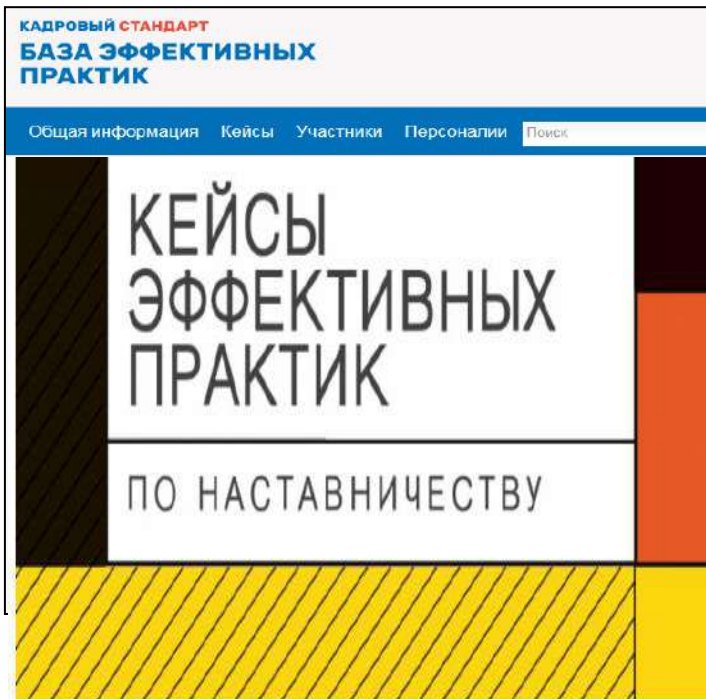 КАДРОВЫЙ СТАНДАРТ
БАЗА ЭФФЕКТИВНЫХ
ПРАКТИК
Общая информация Кейсы Участники Персоналии Поиск
КЕЙСЫ
ЭФФЕКТИВНЫХ
ПРАКТИК
ПО НАСТАВНИЧЕСТВУ